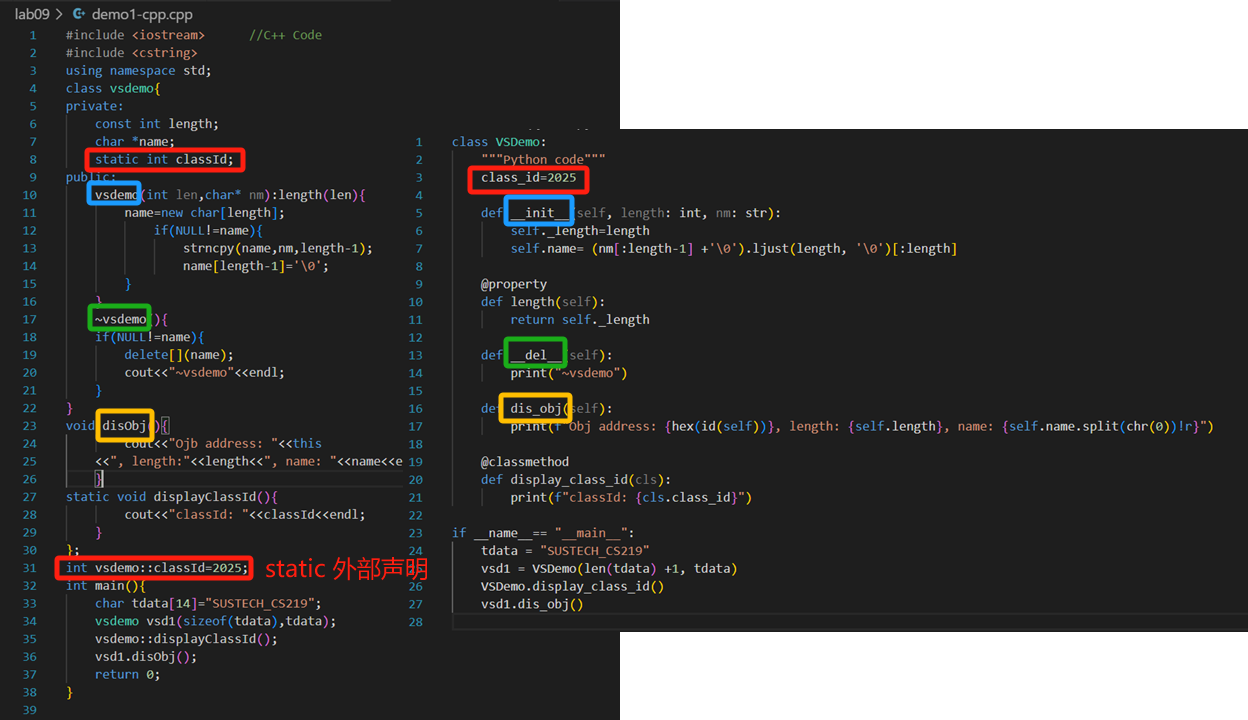 lab09 > demo1-cpp.cpp
1 #include <iostream> //C++ Code
2 #include <cstring>
3 using namespace std;
4 class vsdemo{
5 private:
6 const int length;
7 char *name;
8 static int classId;
9 public:
10 vsdemo(int len,char* nm):length(len){
11 name=new char[length];
12 if(NULL!=name){
13 strncpy(name,nm,length-1);
14 name[length-1]='\0';
15 }
16 }
17 ~vsdemo(){
18 if(NULL!=name){
19 delete[](name);
20 cout<<"~vsdemo"<<endl;
21 }
22 }
23 void disObj(){
24 cout<<"Ojb address: "<<this
25 <<", length:"<<length<<", name: "<<name<<e
26 }
27 static void displayClassId(){
28 cout<<"classId: "<<classId<<endl;
29 }
30 };
31 int vsdemo::classId=2025; static 外部声明
32 int main(){
33 char tdata[14]="SUSTECH_CS219";
34 vsdemo vsd1(sizeof(tdata),tdata);
35 vsdemo::displayClassId();
36 vsd1.disObj();
37 return 0;
38 }
39
1 class VSDemo:
2 """Python code"""
3 class_id=2025
4
5 def __init__(self, length: int, nm: str):
6 self._length=length
7 self.name= (nm[:length-1] +'\0').ljust(length, '\0')[:length]
8
9 @property
10 def length(self):
11 return self._length
12
13 def __del__(self):
14 print("~vsdemo")
15
16 def dis_obj(self):
17 print(f"Obj address: {hex(id(self))}, length: {self.length}, name: {self.name.split(chr(0))!r}")
18
19 @classmethod
20 def display_class_id(cls):
21 print(f"classId: {cls.class_id}")
22
23 if __name__== "__main__":
24 tdata = "SUSTECH_CS219"
25 vsd1 = VSDemo(len(tdata) +1, tdata)
26 VSDemo.display_class_id()
27 vsd1.dis_obj()
28